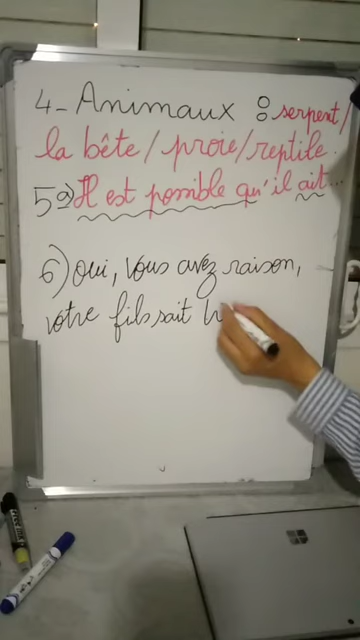 4- Animaux : serpent/
la bête / proie/reptile.
5a) Il est possible qu'il ait...
6) Oui, Vous avez raison,
votre fils sait